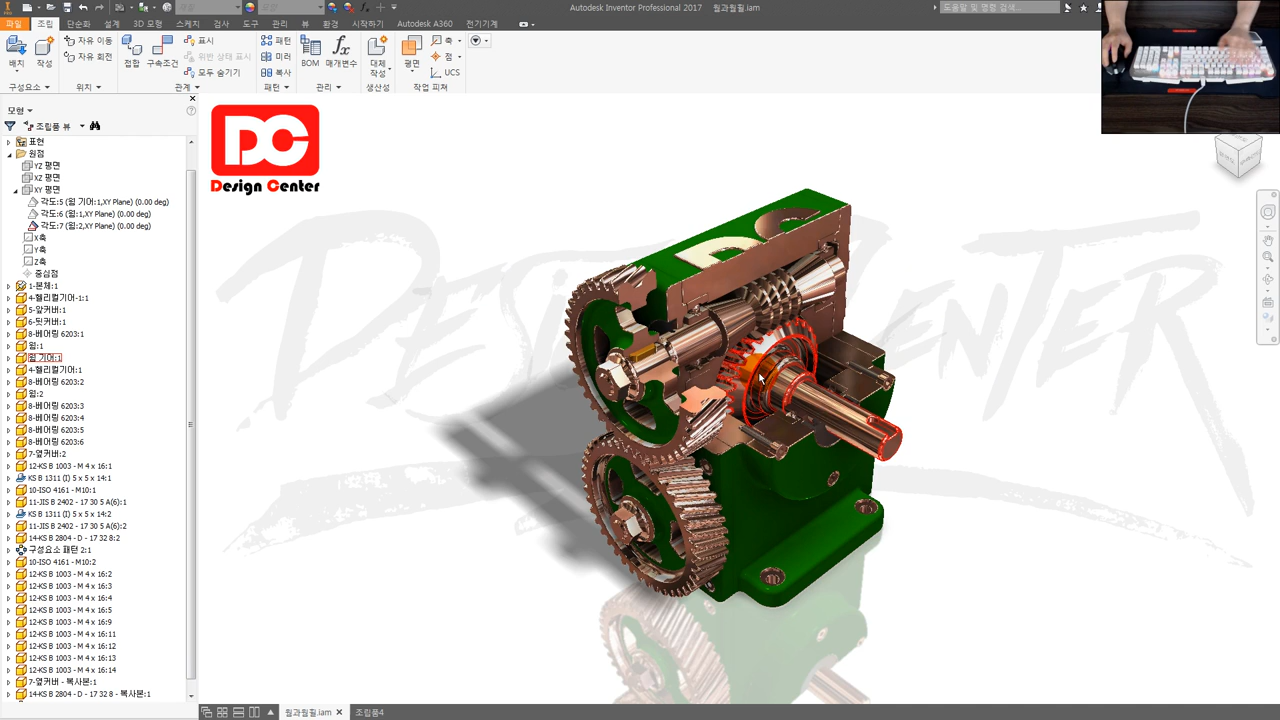 Autodesk Inventor Professional 2017 웜과웜휠.iam
도움말 및 명령 검색...
파일 조립 설계 3D 모형 스케치 검사 도구 관리 뷰 환경 시작하기 Autodesk A360 전기기계
배치
작성
자유 이동
자유 회전
접합
구속조건
표시
위반 상태 표시
모두 숨기기
패턴
미러
복사
BOM
매개변수
대체 작성
평면
축
점
UCS
구성요소 위치 관계 패턴 관리 생산성 작업 피쳐
모형
조립품 뷰
표현
원점
YZ 평면
XZ 평면
XY 평면
각도:5 (웜 기어:1,XY Plane) (0.00 deg)
각도:6 (웜:1,XY Plane) (0.00 deg)
각도:7 (웜:2,XY Plane) (0.00 deg)
X축
Y축
Z축
중심점
1-본체:1
4-헬리컬기어-1:1
5-앞커버:1
6-뒷커버:1
8-베어링 6203:1
웜:1
웜 기어:1
4-헬리컬기어:1
8-베어링 6203:2
웜:2
8-베어링 6203:3
8-베어링 6203:4
8-베어링 6203:5
8-베어링 6203:6
7-옆커버:2
12-KS B 1003 - M 4 x 16:1
KS B 1311 (I) 5 x 5 x 14:1
10-ISO 4161 - M10:1
11-JIS B 2402 - 17 30 5 A(6):1
KS B 1311 (I) 5 x 5 x 14:2
11-JIS B 2402 - 17 30 5 A(6):2
14-KS B 2804 - D - 17 32 8:2
구성요소 패턴 2:1
10-ISO 4161 - M10:2
12-KS B 1003 - M 4 x 16:2
12-KS B 1003 - M 4 x 16:3
12-KS B 1003 - M 4 x 16:4
12-KS B 1003 - M 4 x 16:5
12-KS B 1003 - M 4 x 16:9
12-KS B 1003 - M 4 x 16:11
12-KS B 1003 - M 4 x 16:12
12-KS B 1003 - M 4 x 16:13
12-KS B 1003 - M 4 x 16:14
7-옆커버 - 복사본:1
14-KS B 2804 - D - 17 32 8 - 복사본:1
DC
Design Center
DESIGN CENTER
DC
웜과웜휠.iam
조립품4